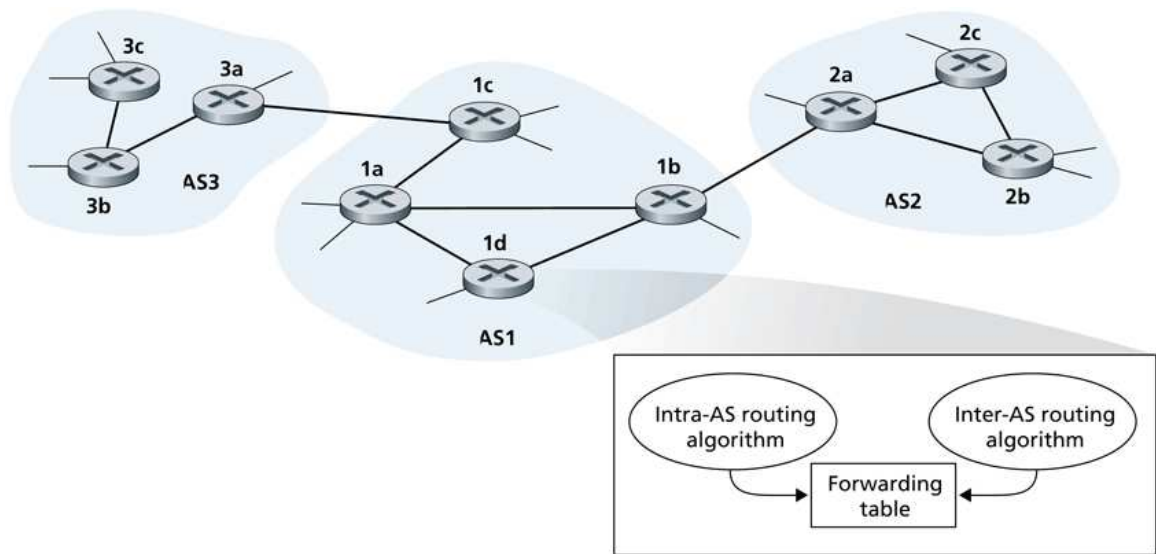 3c
3a
3b
AS3
1c
1a
1b
1d
AS1
2c
2a
2b
AS2
Intra-AS routing
algorithm
Inter-AS routing
algorithm
Forwarding
table